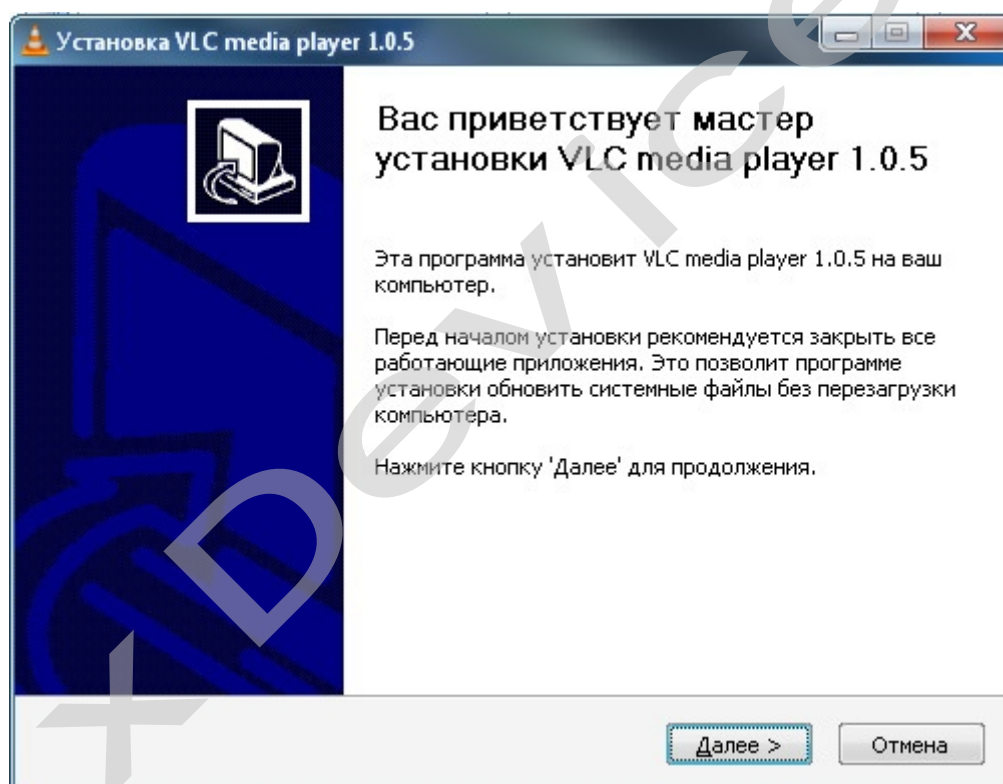 Установка VLC media player 1.0.5
Вас приветствует мастер
установки VLC media player 1.0.5
Эта программа установит VLC media player 1.0.5 на ваш
компьютер.
Перед началом установки рекомендуется закрыть все
работающие приложения. Это позволит программе
установки обновить системные файлы без перезагрузки
компьютера.
Нажмите кнопку 'Далее' для продолжения.
Далее >
Отмена
X Device